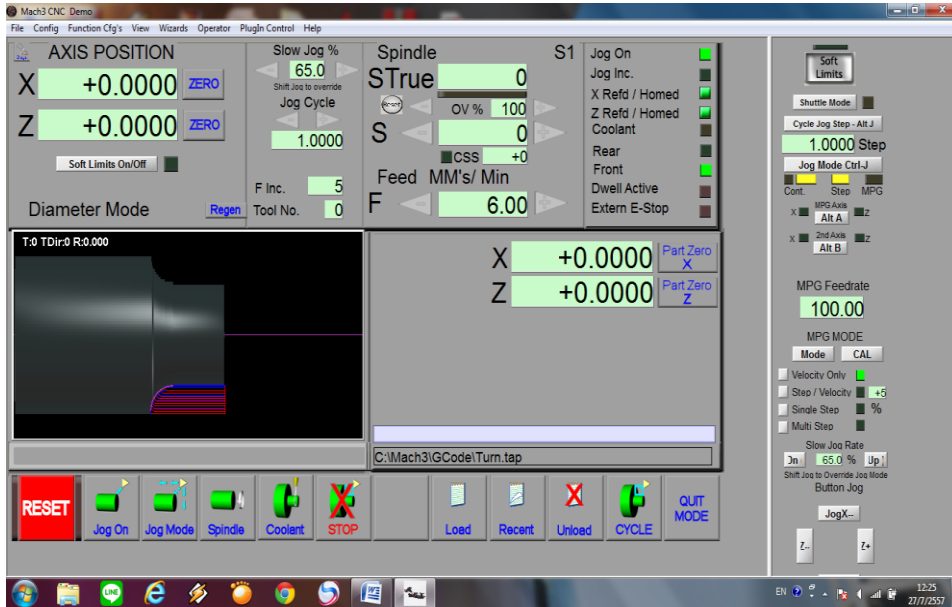 Mach3 CNC Demo
File Config Function Cfg's View Wizards Operator PlugIn Control Help
AXIS POSITION
X +0.0000 ZERO
Z +0.0000 ZERO
Soft Limits On/Off
Diameter Mode
Regen
Slow Jog %
65.0
Shift Jog to override
Jog Cycle
1.0000
F Inc. 5
Tool No. 0
Spindle S1
STrue 0
Reset
OV % 100
S 0
CSS +0
Feed MM's/ Min
F 6.00
Jog On
Jog Inc.
X Refd / Homed
Z Refd / Homed
Coolant
Rear
Front
Dwell Active
Extern E-Stop
T:0 TDir:0 R:0.000
X +0.0000 Part Zero X
Z +0.0000 Part Zero Z
C:\Mach3\GCode\Turn.tap
RESET
Jog On
Jog Mode
Spindle
Coolant
STOP
Load
Recent
Unload
CYCLE
QUIT MODE
Soft Limits
Shuttle Mode
Cycle Jog Step - Alt J
1.0000 Step
Jog Mode Ctrl-J
Cont. Step MPG
MPG Axis
X Alt A Z
2nd Axis
X Alt B Z
MPG Feedrate
100.00
MPG MODE
Mode CAL
Velocity Only
Step / Velocity +5
Single Step %
Multi Step
Slow Jog Rate
Dn 65.0 % Up
Shift Jog to Override Jog Mode
Button Jog
JogX--
Z-- Z+
LINE
EN
12:25
27/7/2557